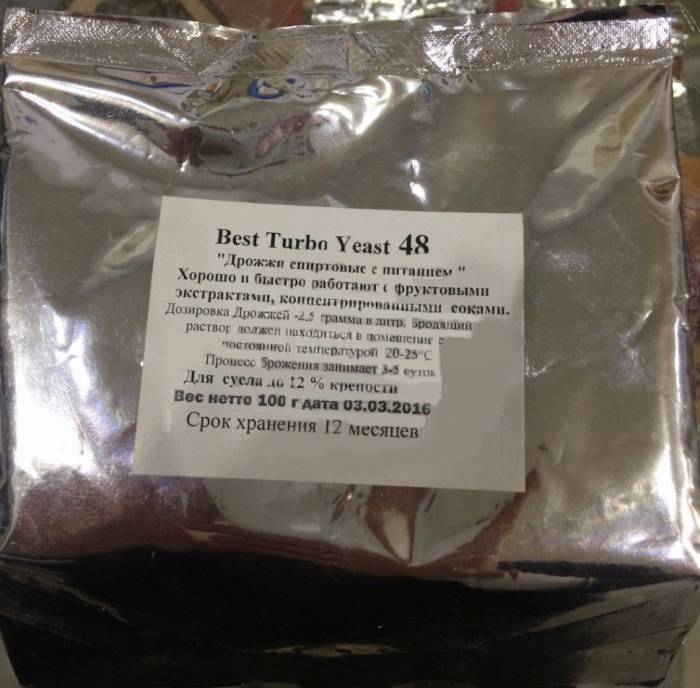 Best Turbo Yeast 48
"Дрожжи спиртовые с питанием "
Хорошо и быстро работают с фруктовыми
экстрактами, концентрированными соками.
Дозировка Дрожжей -2,5 грамма в литр. Бродящий
раствор должен находиться в помещение с
постоянной температурой 20-25°C
Процесс брожения занимает 3-5 суток
Для сусла до 12 % крепости
Вес нетто 100 г дата 03.03.2016
Срок хранения 12 месяцев